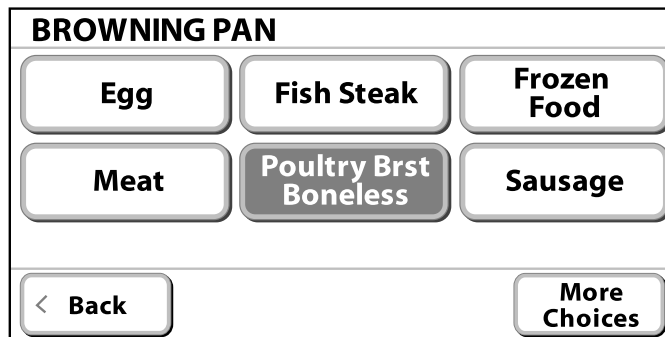 BROWNING PAN
Egg
Fish Steak
Frozen
Food
Meat
Poultry Brst
Boneless
Sausage
< Back
More
Choices